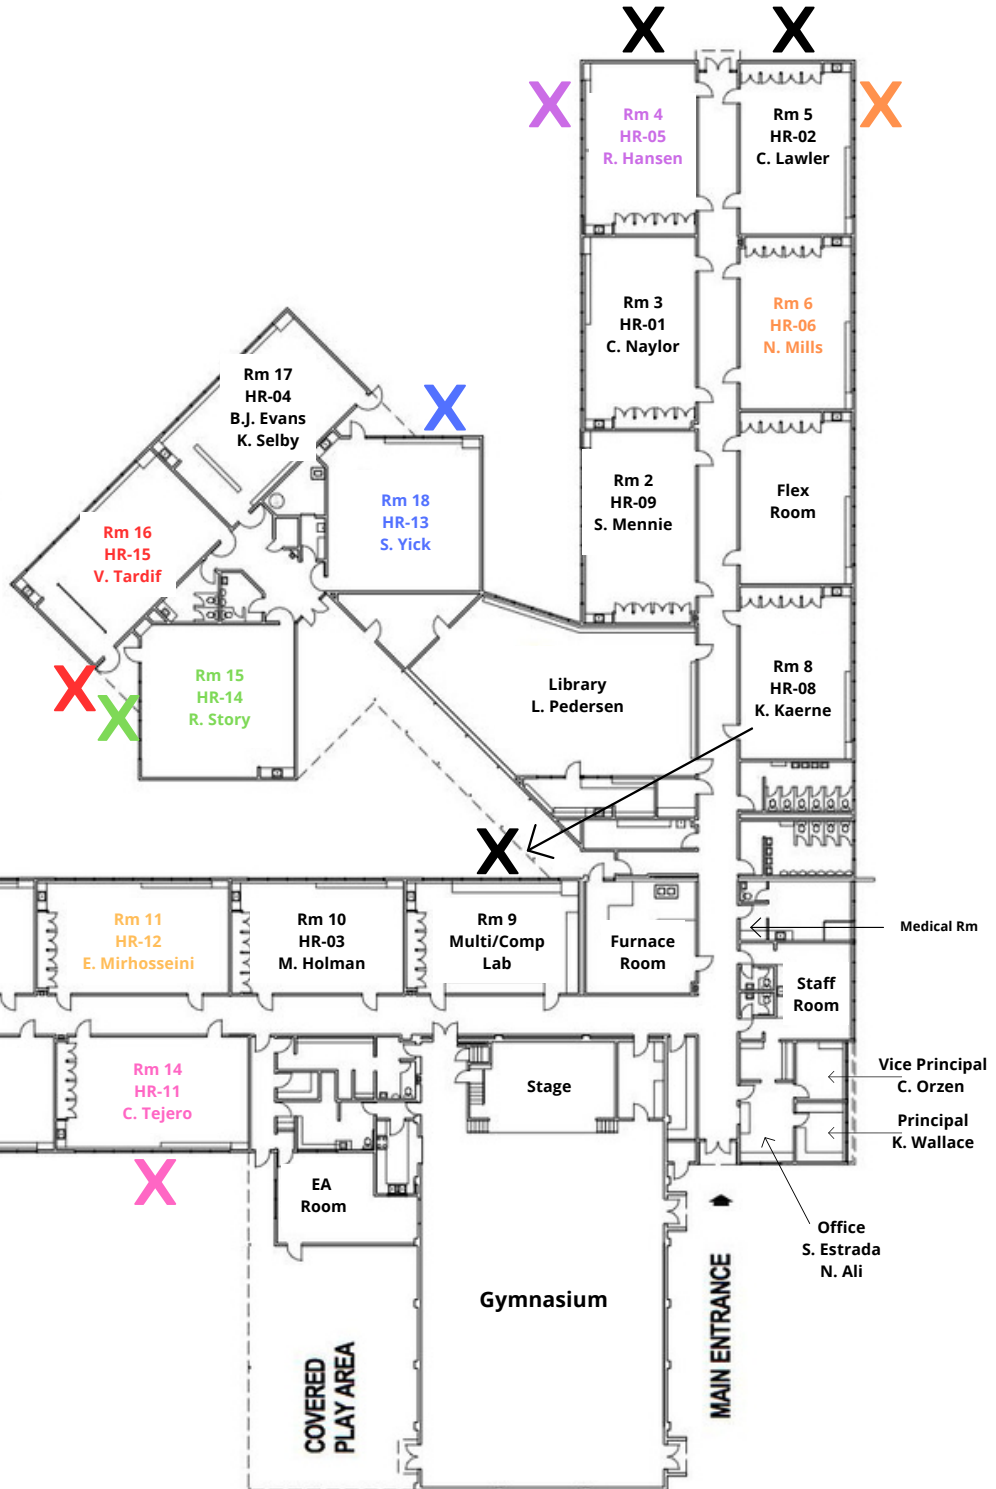 X
X
X
X
Rm 4
HR-05
R. Hansen
Rm 5
HR-02
C. Lawler
Rm 3
HR-01
C. Naylor
Rm 6
HR-06
N. Mills
Rm 17
HR-04
B.J. Evans
K. Selby
X
Rm 2
HR-09
S. Mennie
Flex
Room
Rm 18
HR-13
S. Yick
Rm 16
HR-15
V. Tardif
X
X
Rm 15
HR-14
R. Story
Library
L. Pedersen
Rm 8
HR-08
K. Kaerne
X
Rm 11
HR-12
E. Mirhosseini
Rm 10
HR-03
M. Holman
Rm 9
Multi/Comp
Lab
Furnace
Room
Medical Rm
Staff
Room
Rm 14
HR-11
C. Tejero
X
Stage
Vice Principal
C. Orzen
Principal
K. Wallace
EA
Room
Office
S. Estrada
N. Ali
Gymnasium
MAIN ENTRANCE
COVERED
PLAY AREA